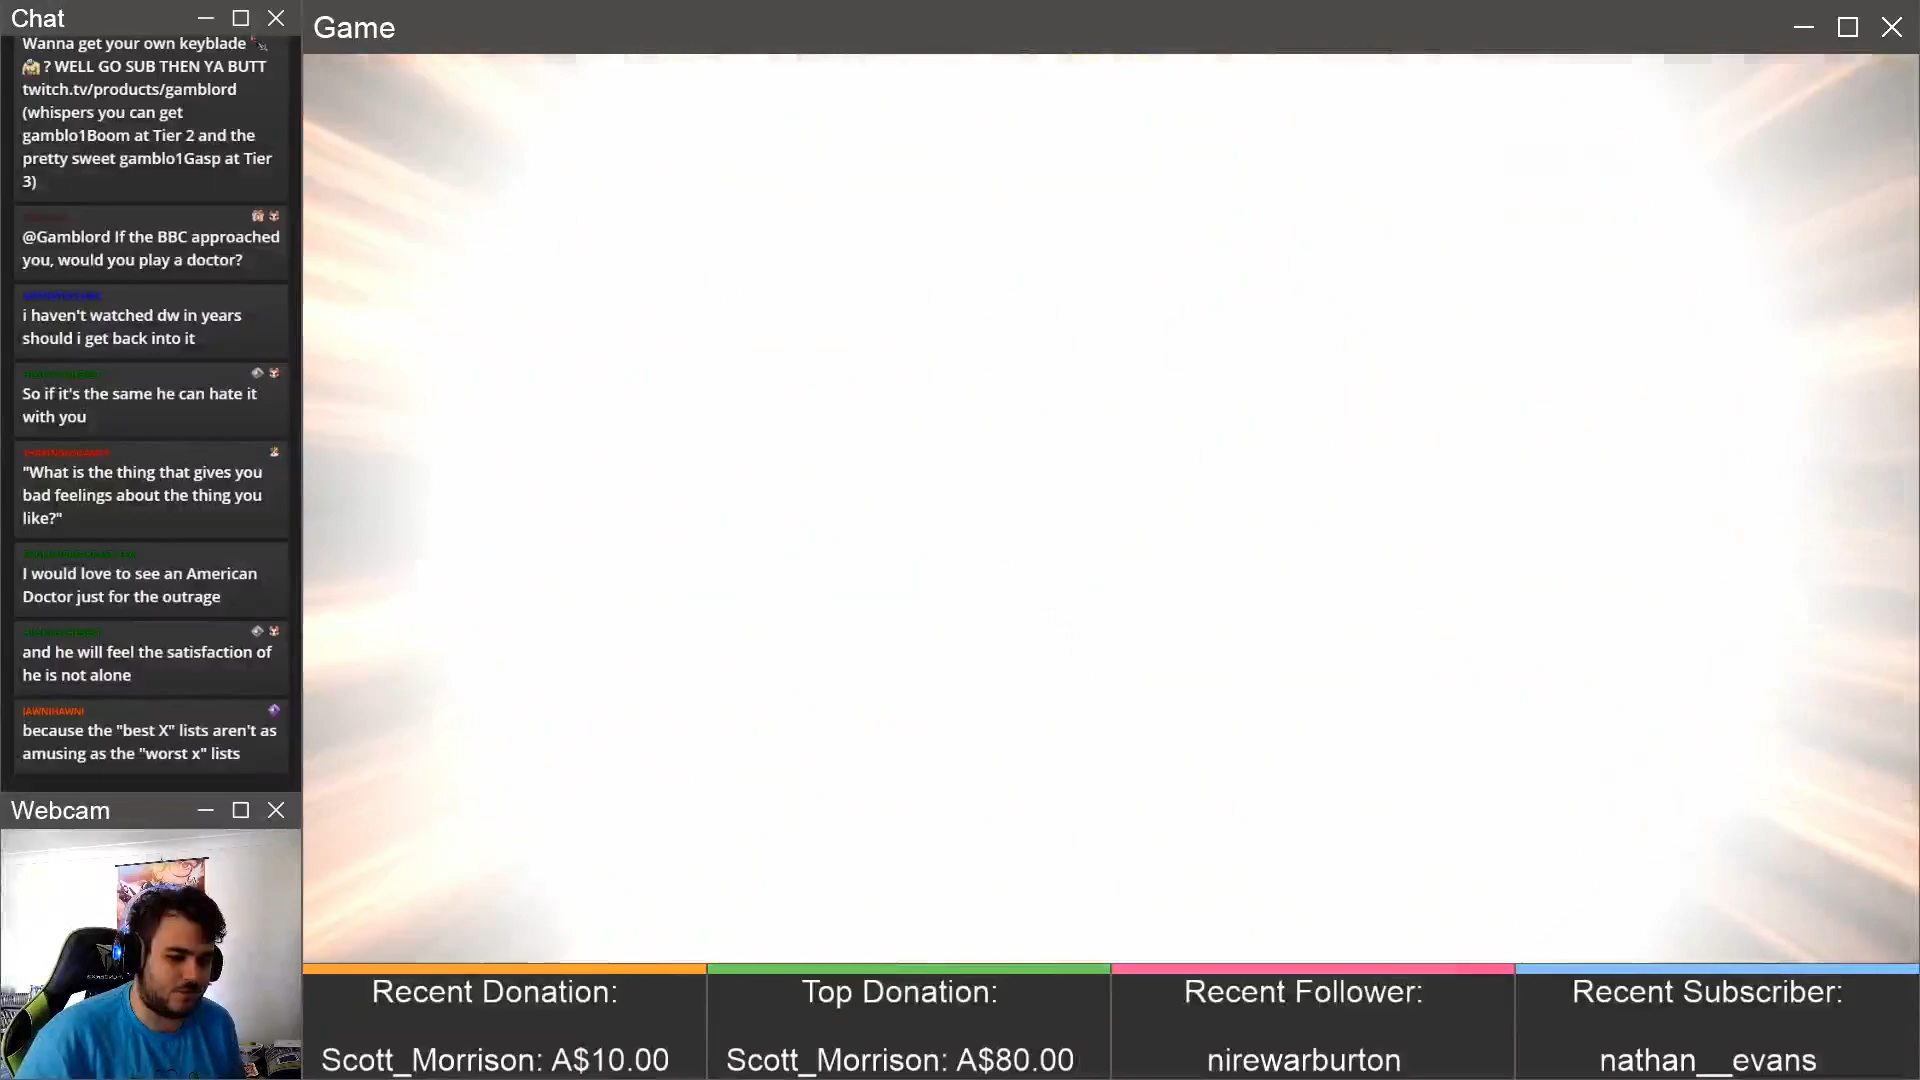 Chat
Wanna get your own keyblade
? WELL GO SUB THEN YA BUTT
twitch.tv/products/gamblord
(whispers you can get
gamblo1Boom at Tier 2 and the
pretty sweet gamblo1Gasp at Tier
3)
@Gamblord If the BBC approached
you, would you play a doctor?
i haven't watched dw in years
should i get back into it
So if it's the same he can hate it
with you
"What is the thing that gives you
bad feelings about the thing you
like?"
I would love to see an American
Doctor just for the outrage
and he will feel the satisfaction of
he is not alone
IAWNIHAWNI
because the "best X" lists aren't as
amusing as the "worst x" lists
Webcam
Game
Recent Donation:
Scott_Morrison: A$10.00
Top Donation:
Scott_Morrison: A$80.00
Recent Follower:
nirewarburton
Recent Subscriber:
nathan__evans